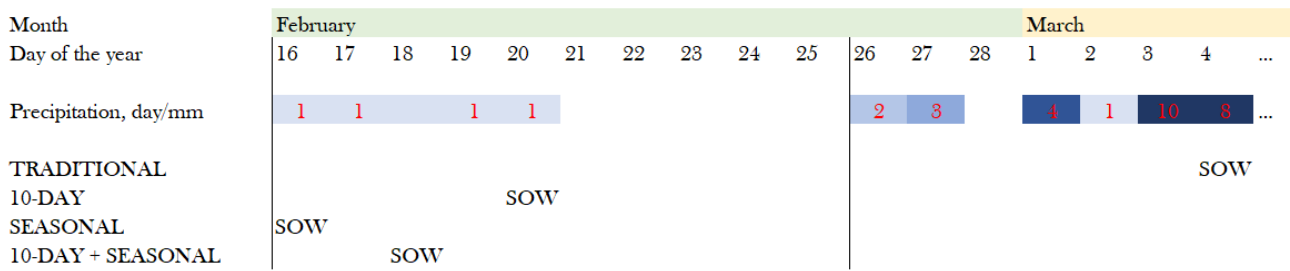 Month February March
Day of the year 16 17 18 19 20 21 22 23 24 25 26 27 28 1 2 3 4 ...
Precipitation, day/mm 1 1 1 1 2 3 4 1 10 8 ...
TRADITIONAL SOW
10-DAY SOW
SEASONAL SOW
10-DAY + SEASONAL SOW